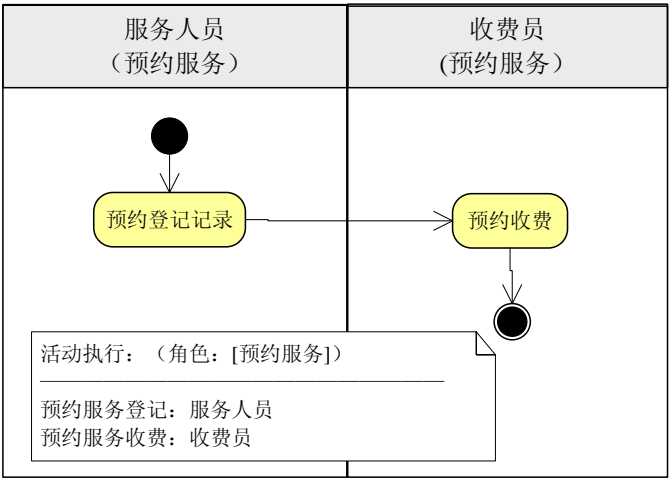 服务人员
（预约服务）
收费员
(预约服务）
预约登记记录
预约收费
活动执行：（角色：[预约服务]）
预约服务登记：服务人员
预约服务收费：收费员